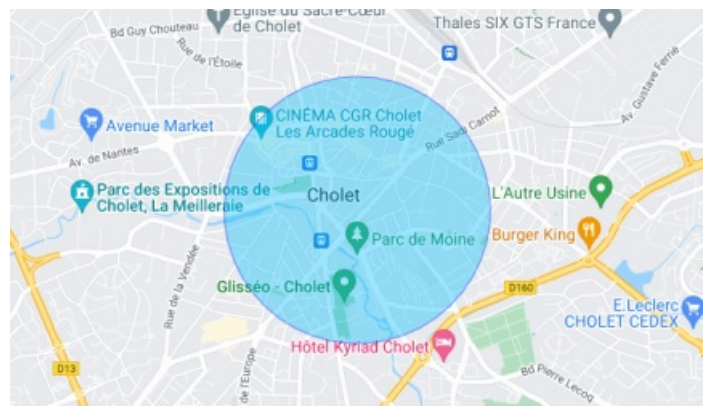 Église du Sacré-Cœur
de Cholet
Thales SIX GTS France
Bd Guy Chouteau
Rue de l'Étoile
Av. Gustave Ferrié
CINÉMA CGR Cholet
Les Arcades Rougé
Avenue Market
Rue Sadi Carnot
Av. de Nantes
Parc des Expositions de
Cholet, La Meilleraie
Cholet
L'Autre Usine
Parc de Moine
Burger King
Rue de la Vendée
Glisséo - Cholet
D160
E.Leclerc
CHOLET CEDEX
Hôtel Kyriad Cholet
D13
de l'Europe
Bd Pierre Lecoq